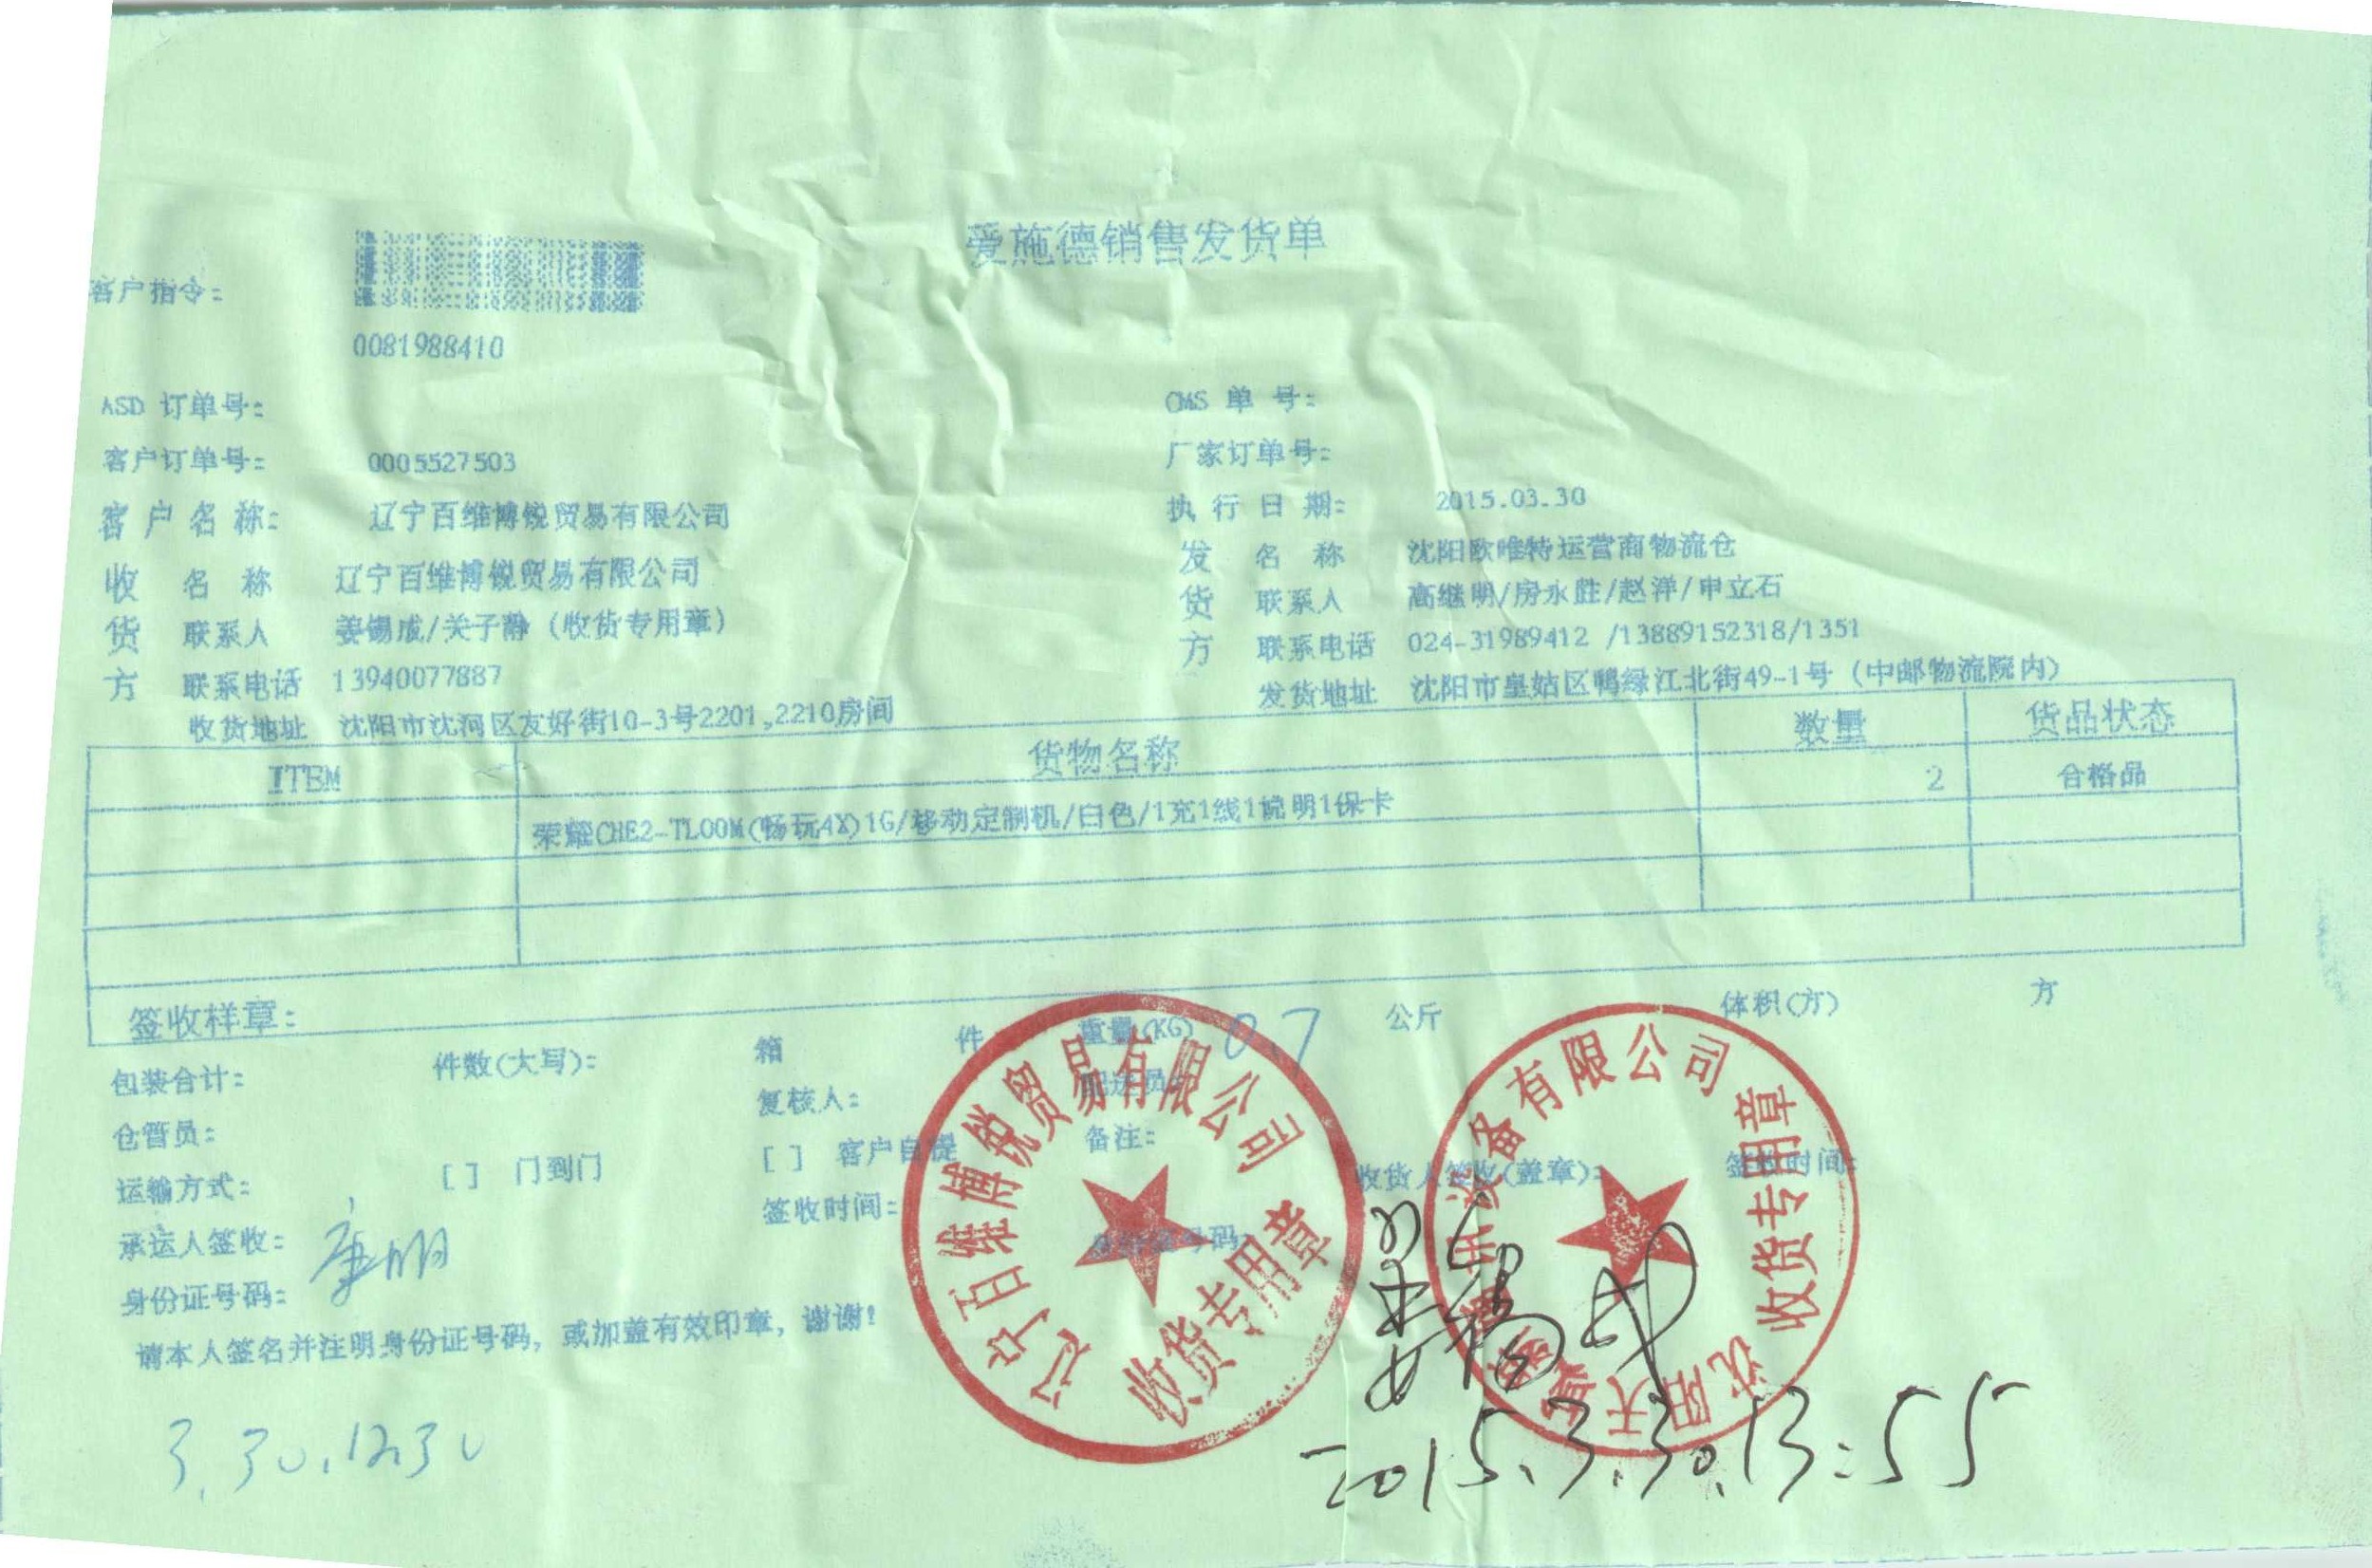 爱施德销售发货单
客户指令：
0081988410
ASD 订单号：
CMS 单 号：
客户订单号： 0005527503
厂家订单号：
客 户 名 称： 辽宁百维博锐贸易有限公司
执 行 日 期： 2015.03.30
收货方
名 称 辽宁百维博锐贸易有限公司
联系人 姜锡成/关子静（收货专用章）
联系电话 13940077887
收货地址 沈阳市沈河区友好街10-3号2201,2210房间
发货方
名 称 沈阳欧唯特运营商物流仓
联系人 高继明/房永胜/赵洋/申立石
联系电话 024-31989412 /13889152318/1351
发货地址 沈阳市皇姑区鸭绿江北街49-1号（中邮物流院内）
ITEM 货物名称 数量 货品状态
荣耀CHE2-TL00M(畅玩4X)1G/移动定制机/白色/1充1线1说明1保卡 2 合格品
签收样章：
包装合计： 件数(大写)： 箱 件 重量(KG) 0.7 公斤 体积(方) 方
仓管员： 复核人： 配送员：
运输方式： [ ] 门到门 [ ] 客户自提 备注：
承运人签收： 康明 签收时间： 收货人签收(盖章)： 签收时间：
身份证号码： 身份证号码：
请本人签名并注明身份证号码，或加盖有效印章，谢谢！
3.30.12:30
辽宁百维博锐贸易有限公司
收货专用章
设备有限公司
收货专用章
姜锡成
2015.3.30.13:55